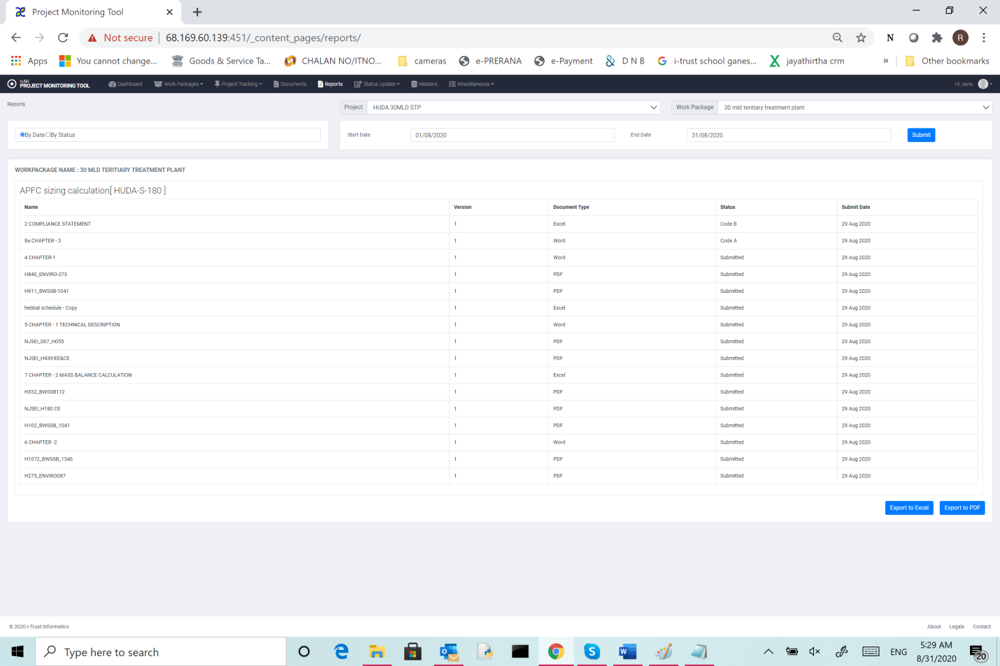 Project Monitoring Tool
Not secure 68.169.60.139:451/_content_pages/reports/
N R
Apps You cannot change... Goods & Service Ta... CHALAN NO/ITNO... cameras e-PRERANA e-Payment D N B i-trust school ganes... jayathirtha crm » Other bookmarks
NJSEI
PROJECT MONITORING TOOL Dashboard Work Packages Project Tracking Documents Reports Status Update Masters Miscellaneous Hi, ravis
Reports Project HUDA 30MLD STP Work Package 30 mld teritiary treatment plant
By Date By Status Start Date 01/08/2020 End Date 31/08/2020 Submit
WORKPACKAGE NAME : 30 MLD TERITIARY TREATMENT PLANT
APFC sizing calculation[ HUDA-S-180 ]
Name Version Document Type Status Submit Date
2 COMPLIANCE STATEMENT 1 Excel Code B 29 Aug 2020
8a CHAPTER - 3 1 Word Code A 29 Aug 2020
4 CHAPTER-1 1 Word Submitted 29 Aug 2020
H840_ENVIRO-273 1 PDF Submitted 29 Aug 2020
H911_BWSSB-1041 1 PDF Submitted 29 Aug 2020
hebbal schedule - Copy 1 Excel Submitted 29 Aug 2020
5 CHAPTER - 1 TECHNICAL DESCRIPTION 1 Word Submitted 29 Aug 2020
NJSEI_067_H055 1 PDF Submitted 29 Aug 2020
NJSEI_H439-EE&CE 1 PDF Submitted 29 Aug 2020
7 CHAPTER - 2 MASS BALANCE CALCULATION 1 Excel Submitted 29 Aug 2020
H332_BWSSB112 1 PDF Submitted 29 Aug 2020
NJSEI_H180 CE 1 PDF Submitted 29 Aug 2020
H102_BWSSB_1041 1 PDF Submitted 29 Aug 2020
6 CHAPTER -2 1 Word Submitted 29 Aug 2020
H1072_BWSSB_1346 1 PDF Submitted 29 Aug 2020
H275_ENVIRO087 1 PDF Submitted 29 Aug 2020
Export to Excel Export to PDF
© 2020 i-Trust Informatics About Legals Contact
Type here to search ENG 5:29 AM
8/31/2020 20